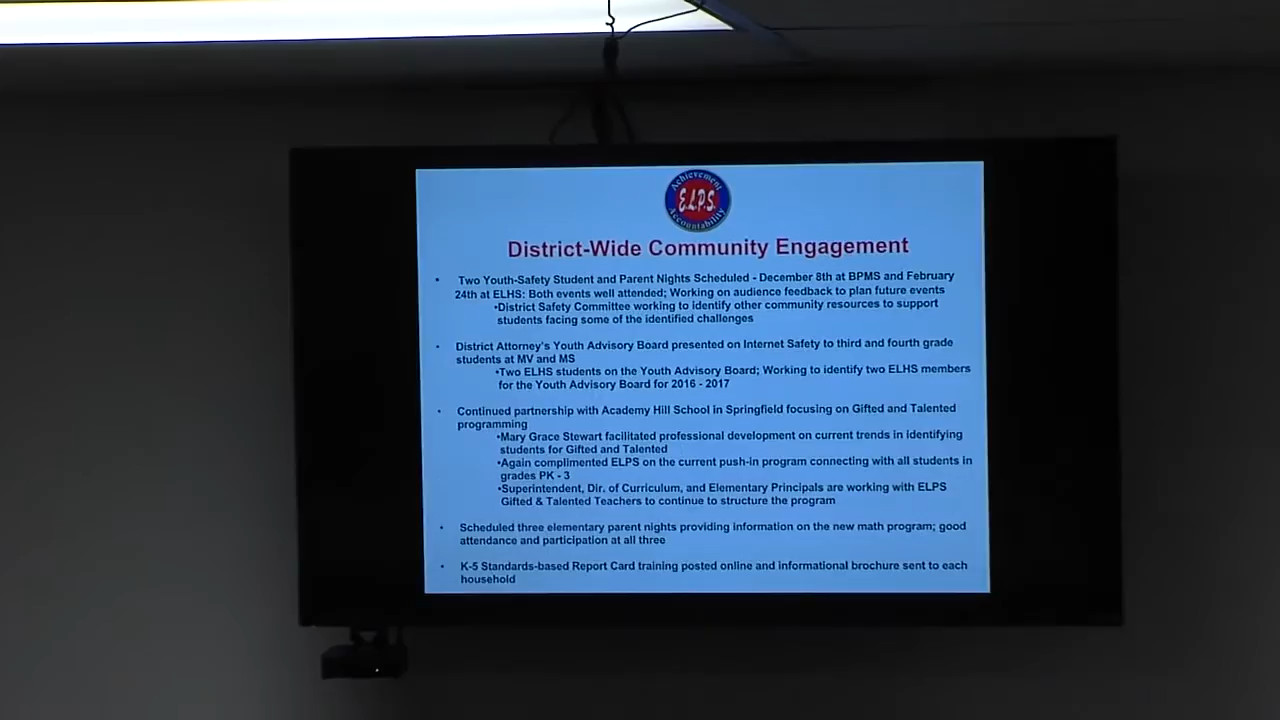 Achievement
E.L.P.S.
Accountability
District-Wide Community Engagement
• Two Youth-Safety Student and Parent Nights Scheduled - December 8th at BPMS and February
24th at ELHS: Both events well attended; Working on audience feedback to plan future events
•District Safety Committee working to identify other community resources to support
students facing some of the identified challenges
• District Attorney's Youth Advisory Board presented on Internet Safety to third and fourth grade
students at MV and MS
•Two ELHS students on the Youth Advisory Board; Working to identify two ELHS members
for the Youth Advisory Board for 2016 - 2017
• Continued partnership with Academy Hill School in Springfield focusing on Gifted and Talented
programming
•Mary Grace Stewart facilitated professional development on current trends in identifying
students for Gifted and Talented
•Again complimented ELPS on the current push-in program connecting with all students in
grades PK - 3
•Superintendent, Dir. of Curriculum, and Elementary Principals are working with ELPS
Gifted & Talented Teachers to continue to structure the program
• Scheduled three elementary parent nights providing information on the new math program; good
attendance and participation at all three
• K-5 Standards-based Report Card training posted online and informational brochure sent to each
household